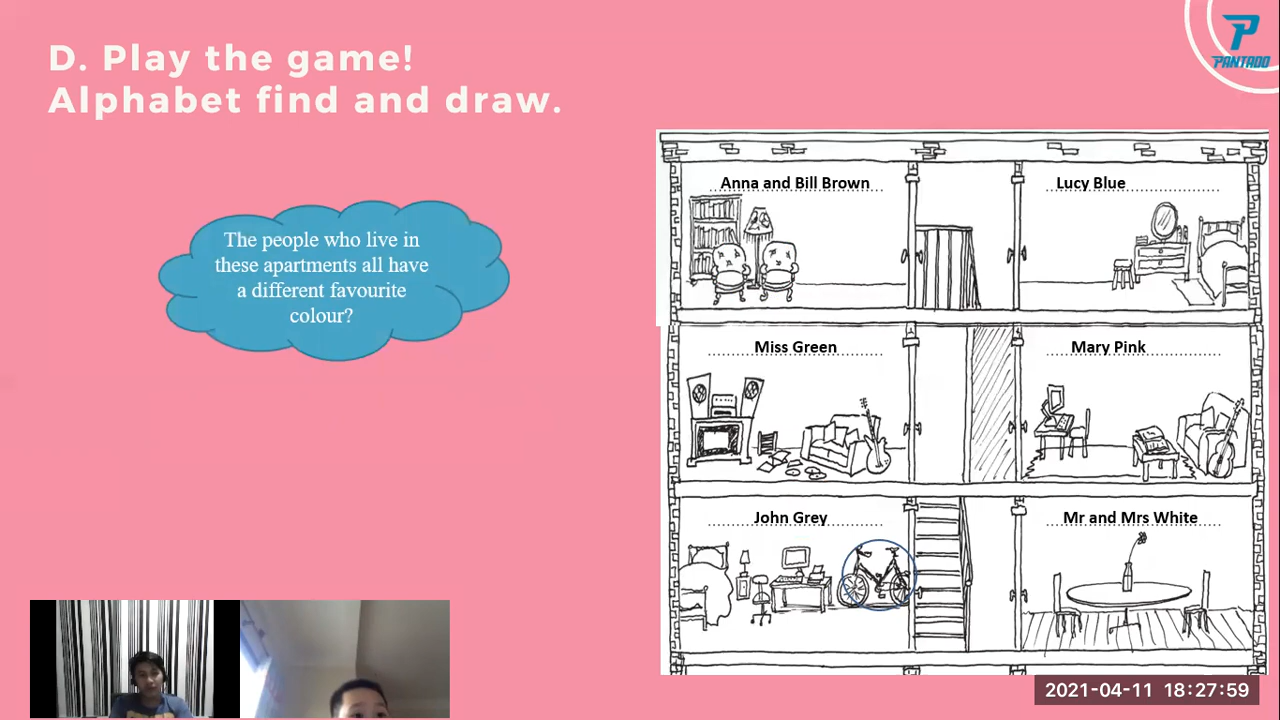 D. Play the game!
Alphabet find and draw.
PANTADO
The people who live in
these apartments all have
a different favourite
colour?
Anna and Bill Brown
Lucy Blue
Miss Green
Mary Pink
John Grey
Mr and Mrs White
2021-04-11 18:27:59